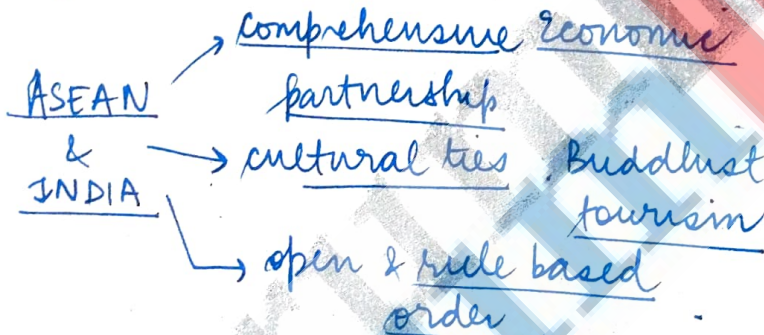 comprehensive Economic
ASEAN partnership
&
cultural ties Buddhist
INDIA
tourism
open & rule based
order